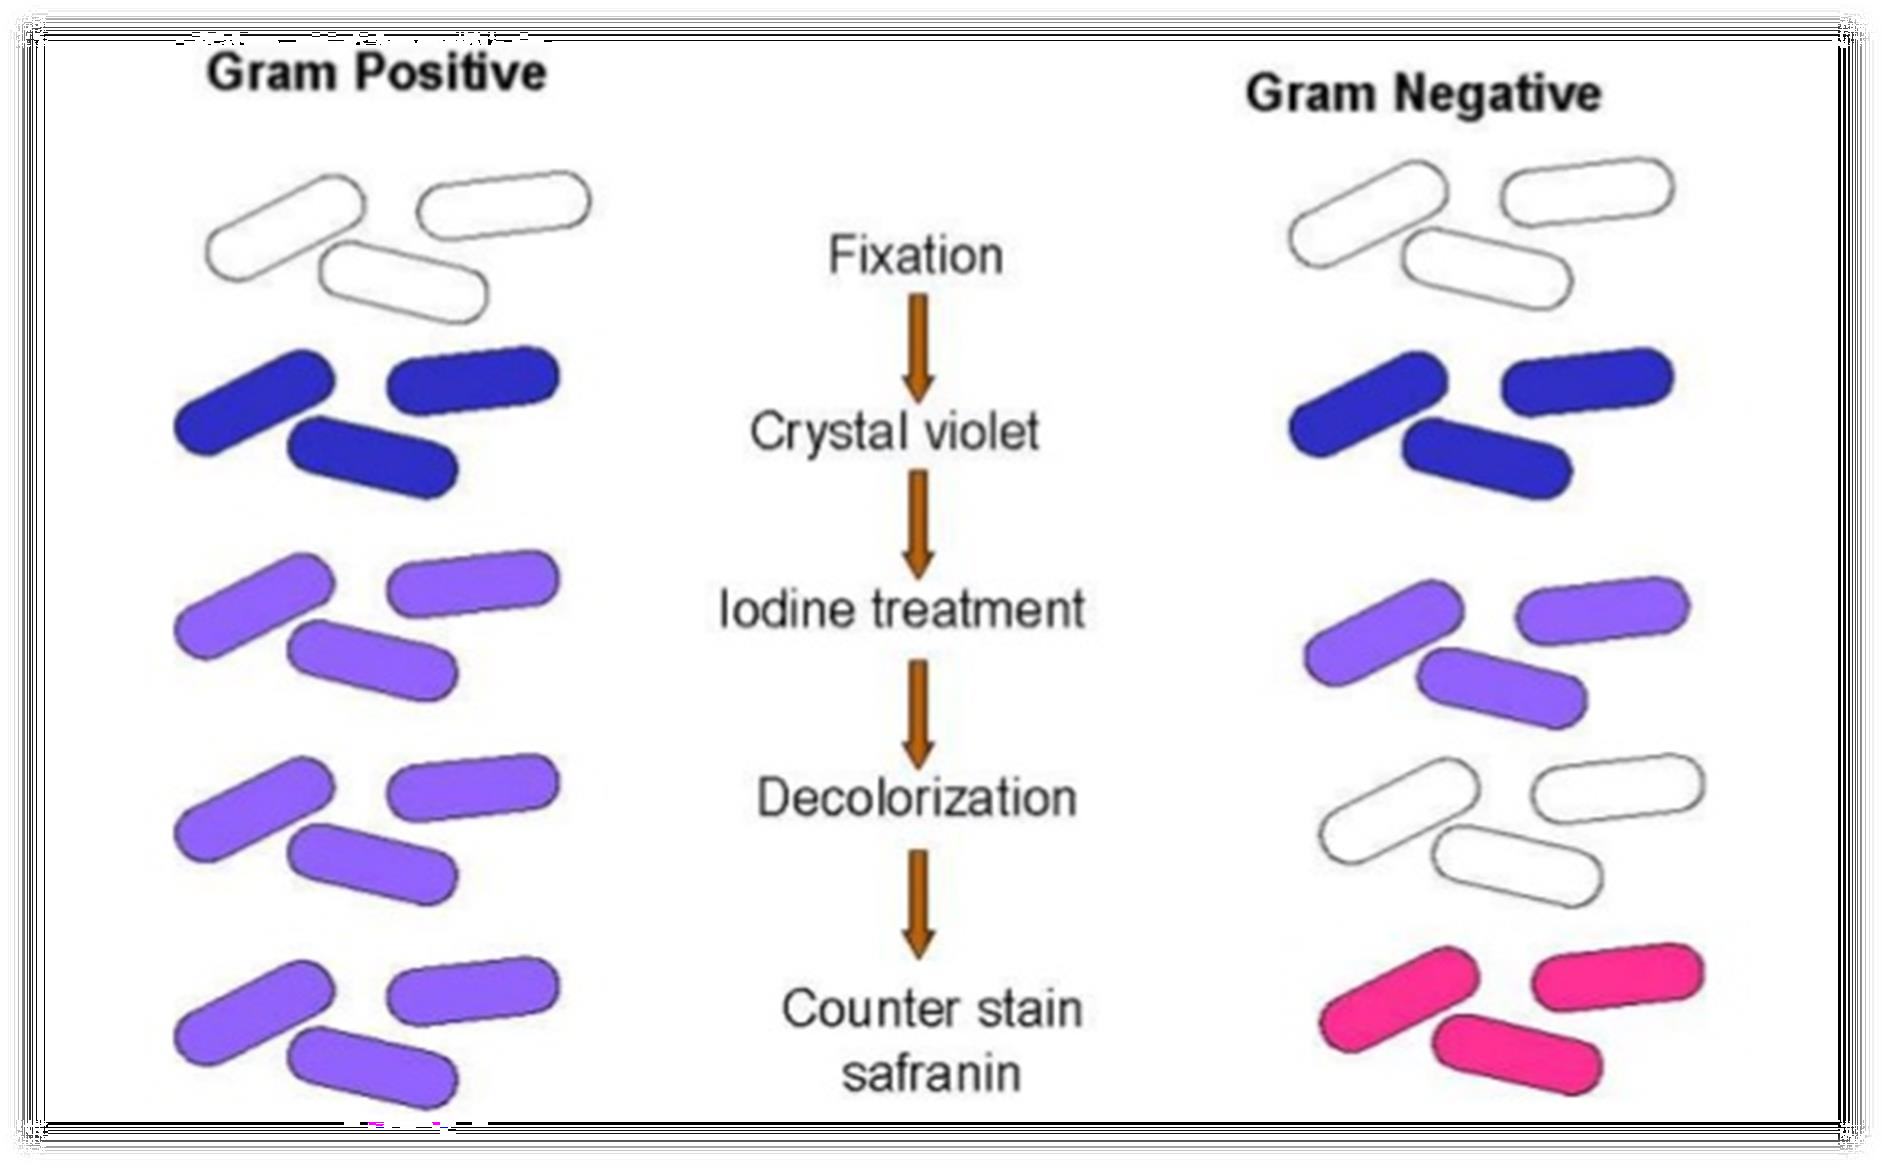 Gram Positive
Gram Negative
Fixation
Crystal violet
Iodine treatment
Decolorization
Counter stain
safranin